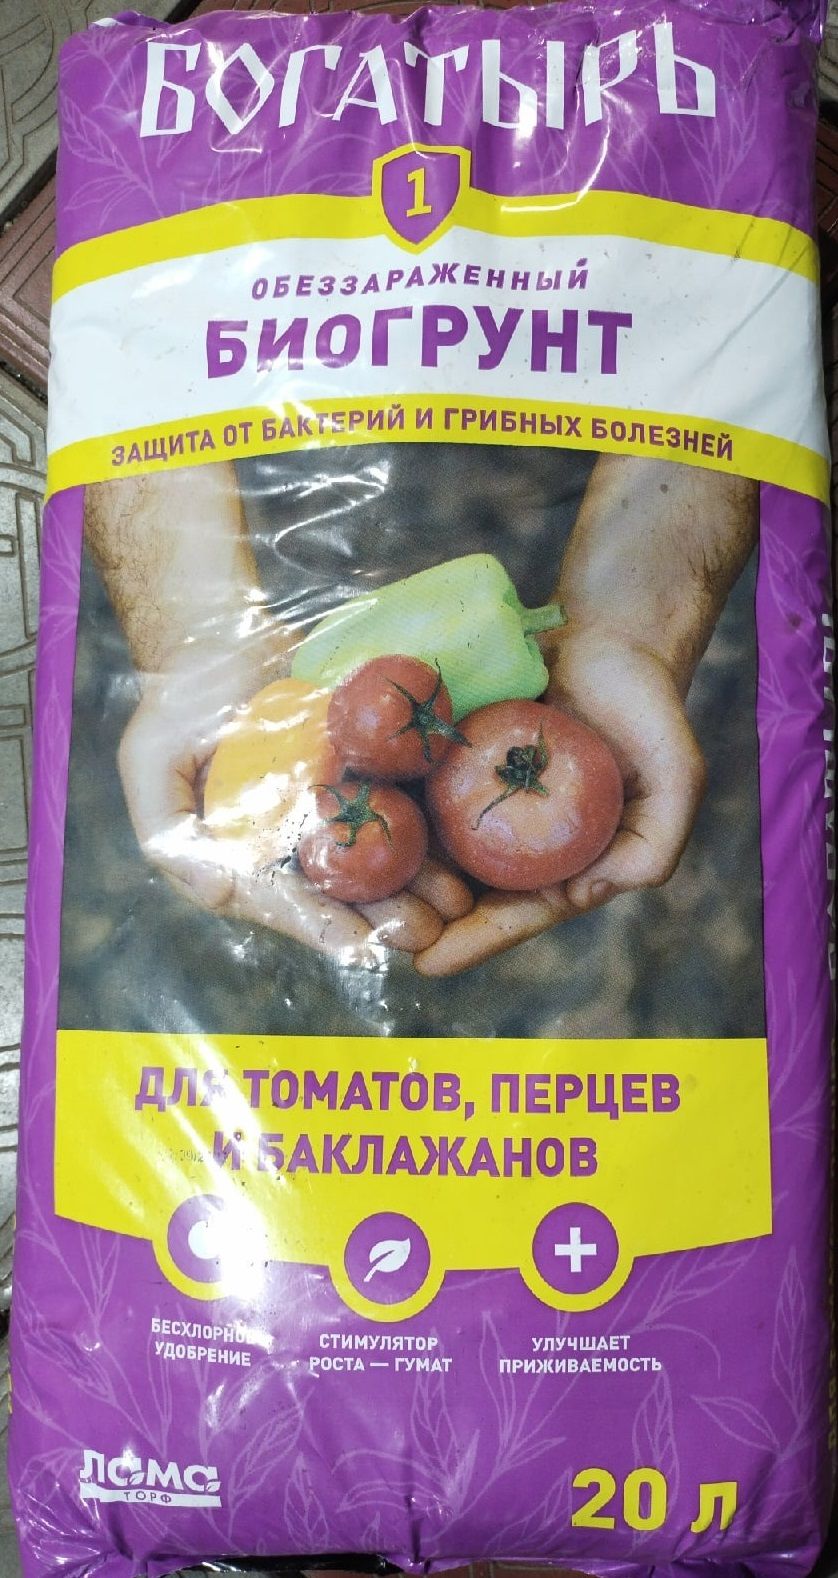 БОГАТЫРЬ
1
ОБЕЗЗАРАЖЕННЫЙ
БИОГРУНТ
ЗАЩИТА ОТ БАКТЕРИЙ И ГРИБНЫХ БОЛЕЗНЕЙ
ДЛЯ ТОМАТОВ, ПЕРЦЕВ
И БАКЛАЖАНОВ
БЕСХЛОРНОЕ
УДОБРЕНИЕ
СТИМУЛЯТОР
РОСТА — ГУМАТ
УЛУЧШАЕТ
ПРИЖИВАЕМОСТЬ
ЛАМА
ТОРФ
20 л